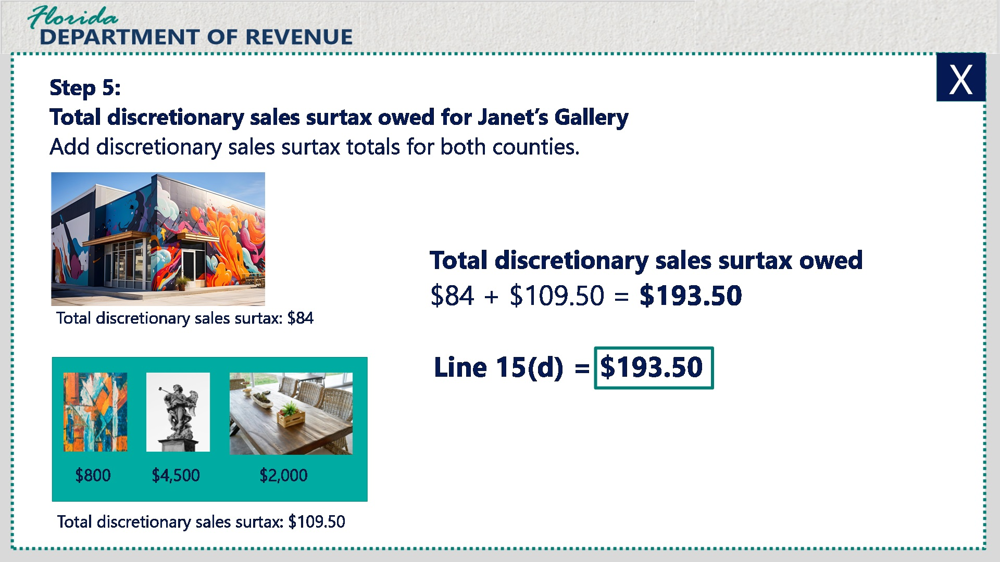 Florida
DEPARTMENT OF REVENUE
X
Step 5:
Total discretionary sales surtax owed for Janet's Gallery
Add discretionary sales surtax totals for both counties.
Total discretionary sales surtax: $84
$800 $4,500 $2,000
Total discretionary sales surtax: $109.50
Total discretionary sales surtax owed
$84 + $109.50 = $193.50
Line 15(d) = $193.50